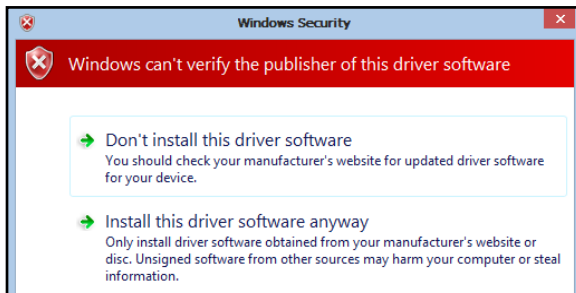 Windows Security
Windows can't verify the publisher of this driver software
Don't install this driver software
You should check your manufacturer's website for updated driver software
for your device.
Install this driver software anyway
Only install driver software obtained from your manufacturer's website or
disc. Unsigned software from other sources may harm your computer or steal
information.